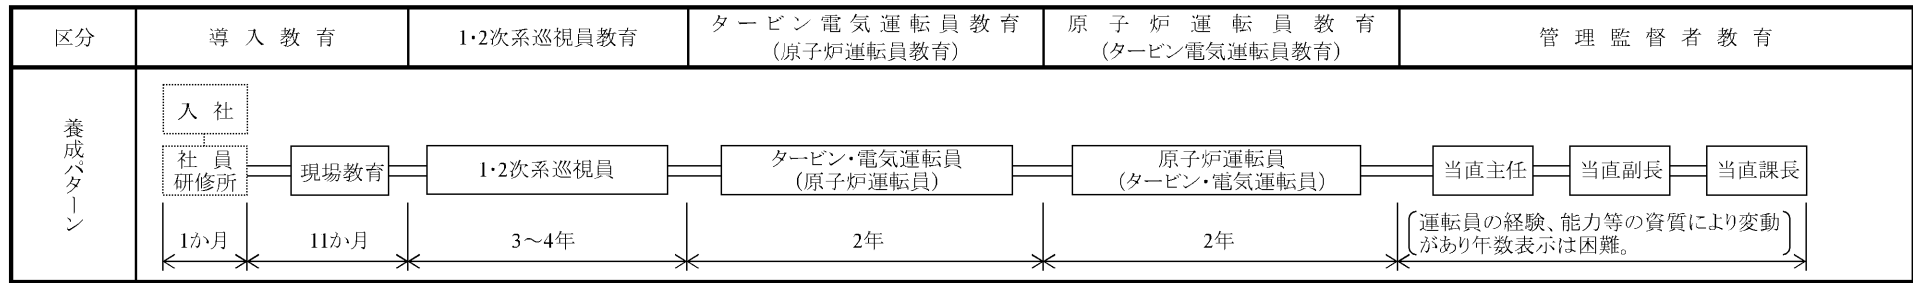 区分
導入教育
1・2次系巡視員教育
タービン電気運転員教育
(原子炉運転員教育)
原子炉運転員教育
(タービン電気運転員教育)
管理監督者教育
養成パターン
入社
社員
研修所
現場教育
1・2次系巡視員
タービン・電気運転員
(原子炉運転員)
原子炉運転員
(タービン・電気運転員)
当直主任
当直副長
当直課長
1か月
11か月
3～4年
2年
2年
運転員の経験、能力等の資質により変動
があり年数表示は困難。